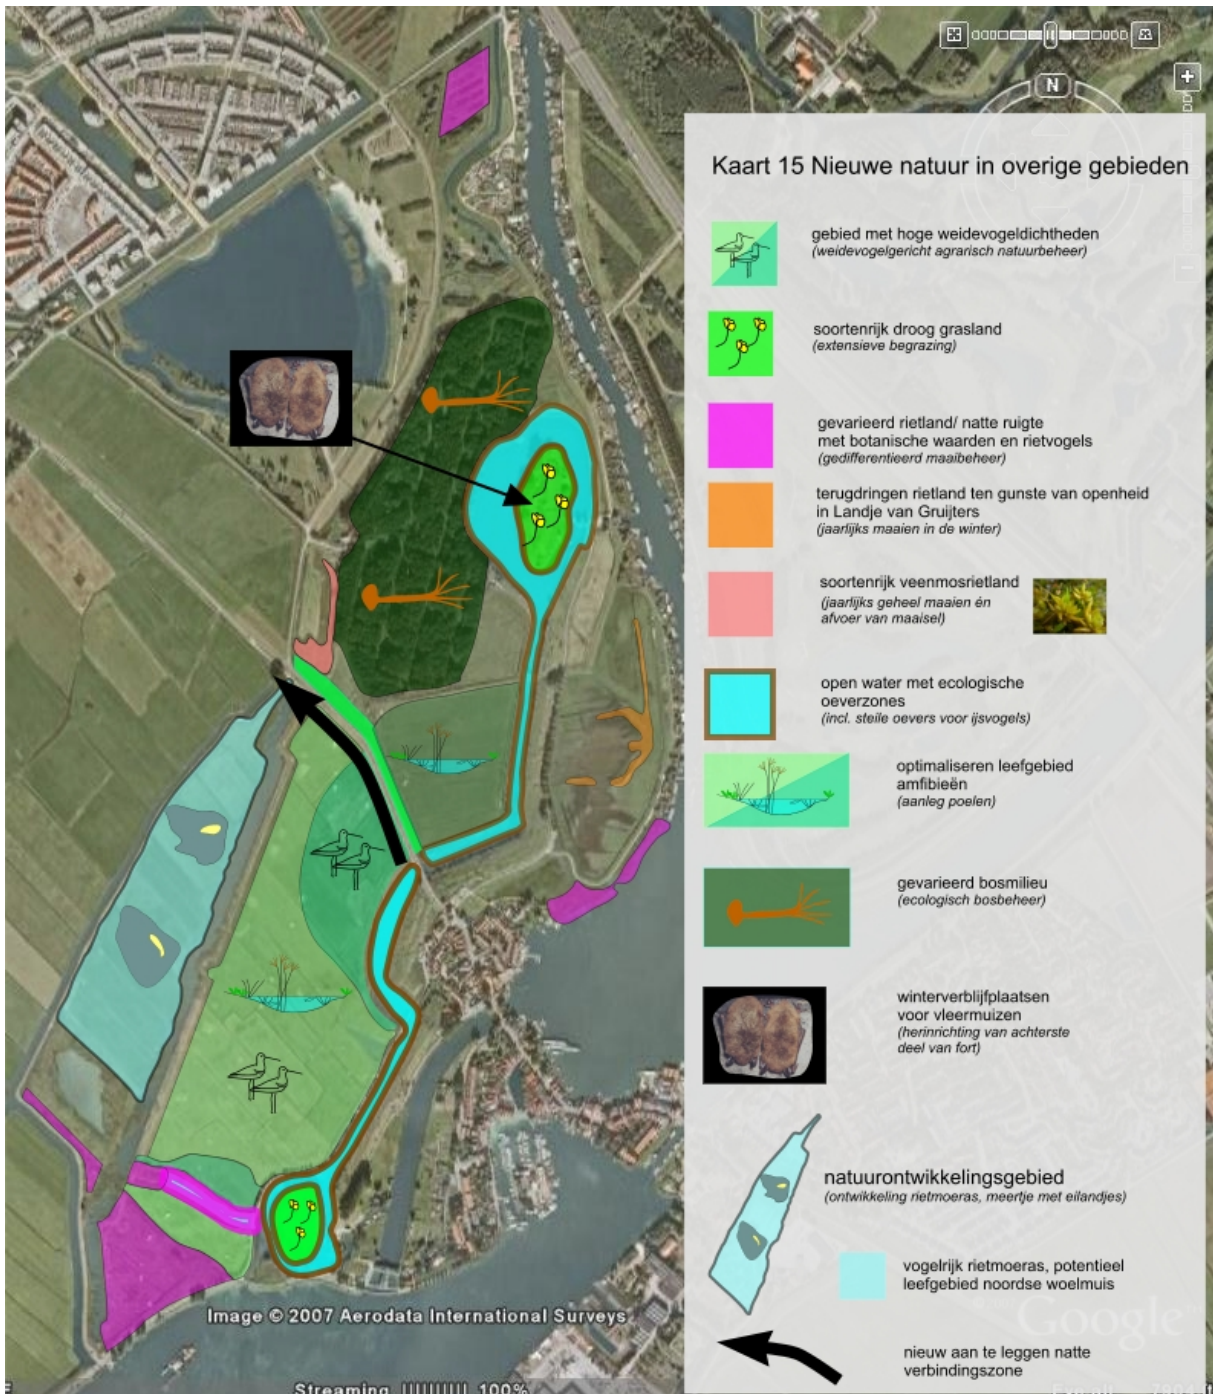 N
Kaart 15 Nieuwe natuur in overige gebieden
gebied met hoge weidevogeldichtheden
(weidevogelgericht agrarisch natuurbeheer)
soortenrijk droog grasland
(extensieve begrazing)
gevarieerd rietland/ natte ruigte
met botanische waarden en rietvogels
(gedifferentieerd maaibeheer)
terugdringen rietland ten gunste van openheid
in Landje van Gruijters
(jaarlijks maaien in de winter)
soortenrijk veenmosrietland
(jaarlijks geheel maaien én
afvoer van maaisel)
open water met ecologische
oeverzones
(incl. steile oevers voor ijsvogels)
optimaliseren leefgebied
amfibieën
(aanleg poelen)
gevarieerd bosmilieu
(ecologisch bosbeheer)
winterverblijfplaatsen
voor vleermuizen
(herinrichting van achterste
deel van fort)
natuurontwikkelingsgebied
(ontwikkeling rietmoeras, meertje met eilandjes)
vogelrijk rietmoeras, potentieel
leefgebied noordse woelmuis
Google
nieuw aan te leggen natte
verbindingszone
Image © 2007 Aerodata International Surveys
Streaming ||||||||| 100%